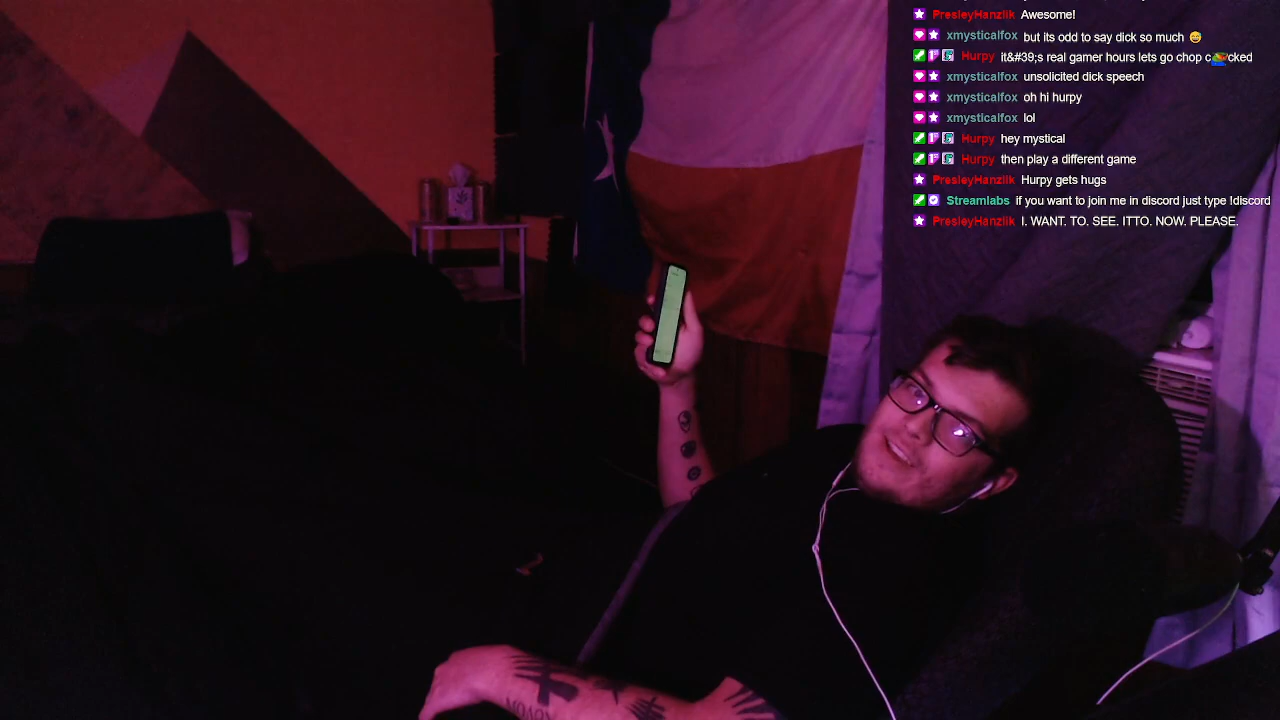 PresleyHanzlik Awesome!
xmysticalfox but its odd to say dick so much 😅
Hurpy it&#39;s real gamer hours lets go chop c cked
xmysticalfox unsolicited dick speech
xmysticalfox oh hi hurpy
xmysticalfox lol
Hurpy hey mystical
Hurpy then play a different game
PresleyHanzlik Hurpy gets hugs
Streamlabs if you want to join me in discord just type !discord
PresleyHanzlik I. WANT. TO. SEE. ITTO. NOW. PLEASE.